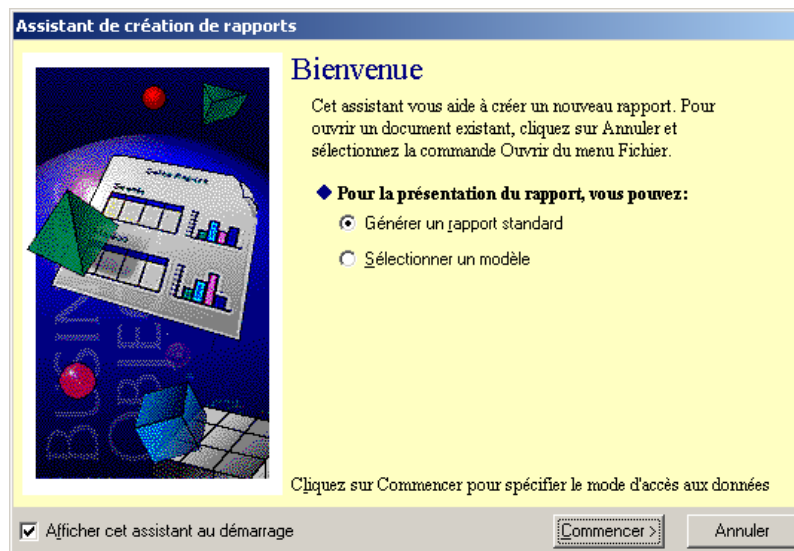 Assistant de création de rapports
Bienvenue
Cet assistant vous aide à créer un nouveau rapport. Pour
ouvrir un document existant, cliquez sur Annuler et
sélectionnez la commande Ouvrir du menu Fichier.
Pour la présentation du rapport, vous pouvez:
Générer un rapport standard
Sélectionner un modèle
BUSIN
OBJEC
Cliquez sur Commencer pour spécifier le mode d'accès aux données
Afficher cet assistant au démarrage
Commencer >
Annuler